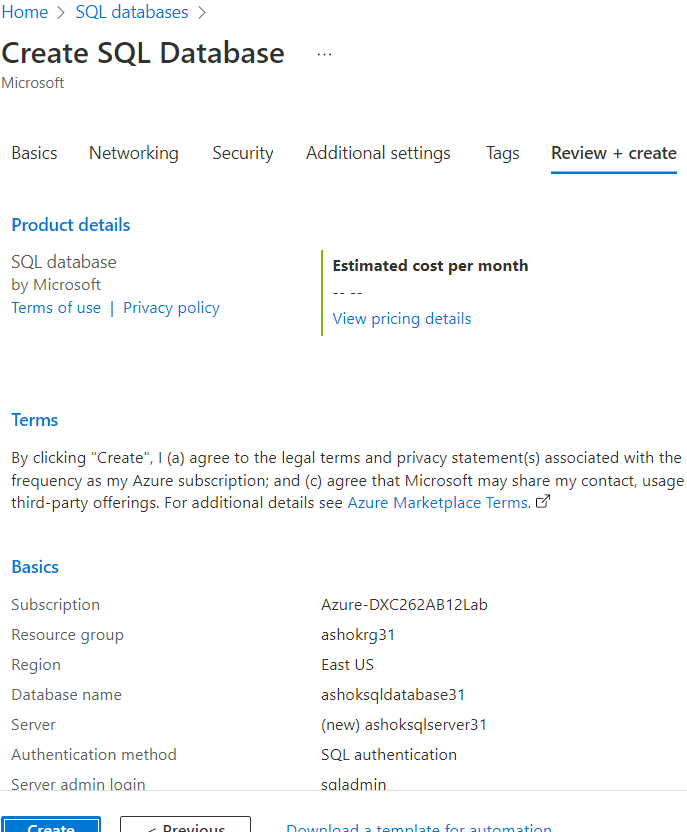 Home > SQL databases >
Create SQL Database ...
Microsoft
Basics Networking Security Additional settings Tags Review + create
Product details
SQL database
by Microsoft
Terms of use | Privacy policy
Estimated cost per month
-- --
View pricing details
Terms
By clicking "Create", I (a) agree to the legal terms and privacy statement(s) associated with the
frequency as my Azure subscription; and (c) agree that Microsoft may share my contact, usage
third-party offerings. For additional details see Azure Marketplace Terms.
Basics
Subscription Azure-DXC262AB12Lab
Resource group ashokrg31
Region East US
Database name ashoksqldatabase31
Server (new) ashoksqlserver31
Authentication method SQL authentication
Server admin login sqladmin
Create < Previous Download a template for automation